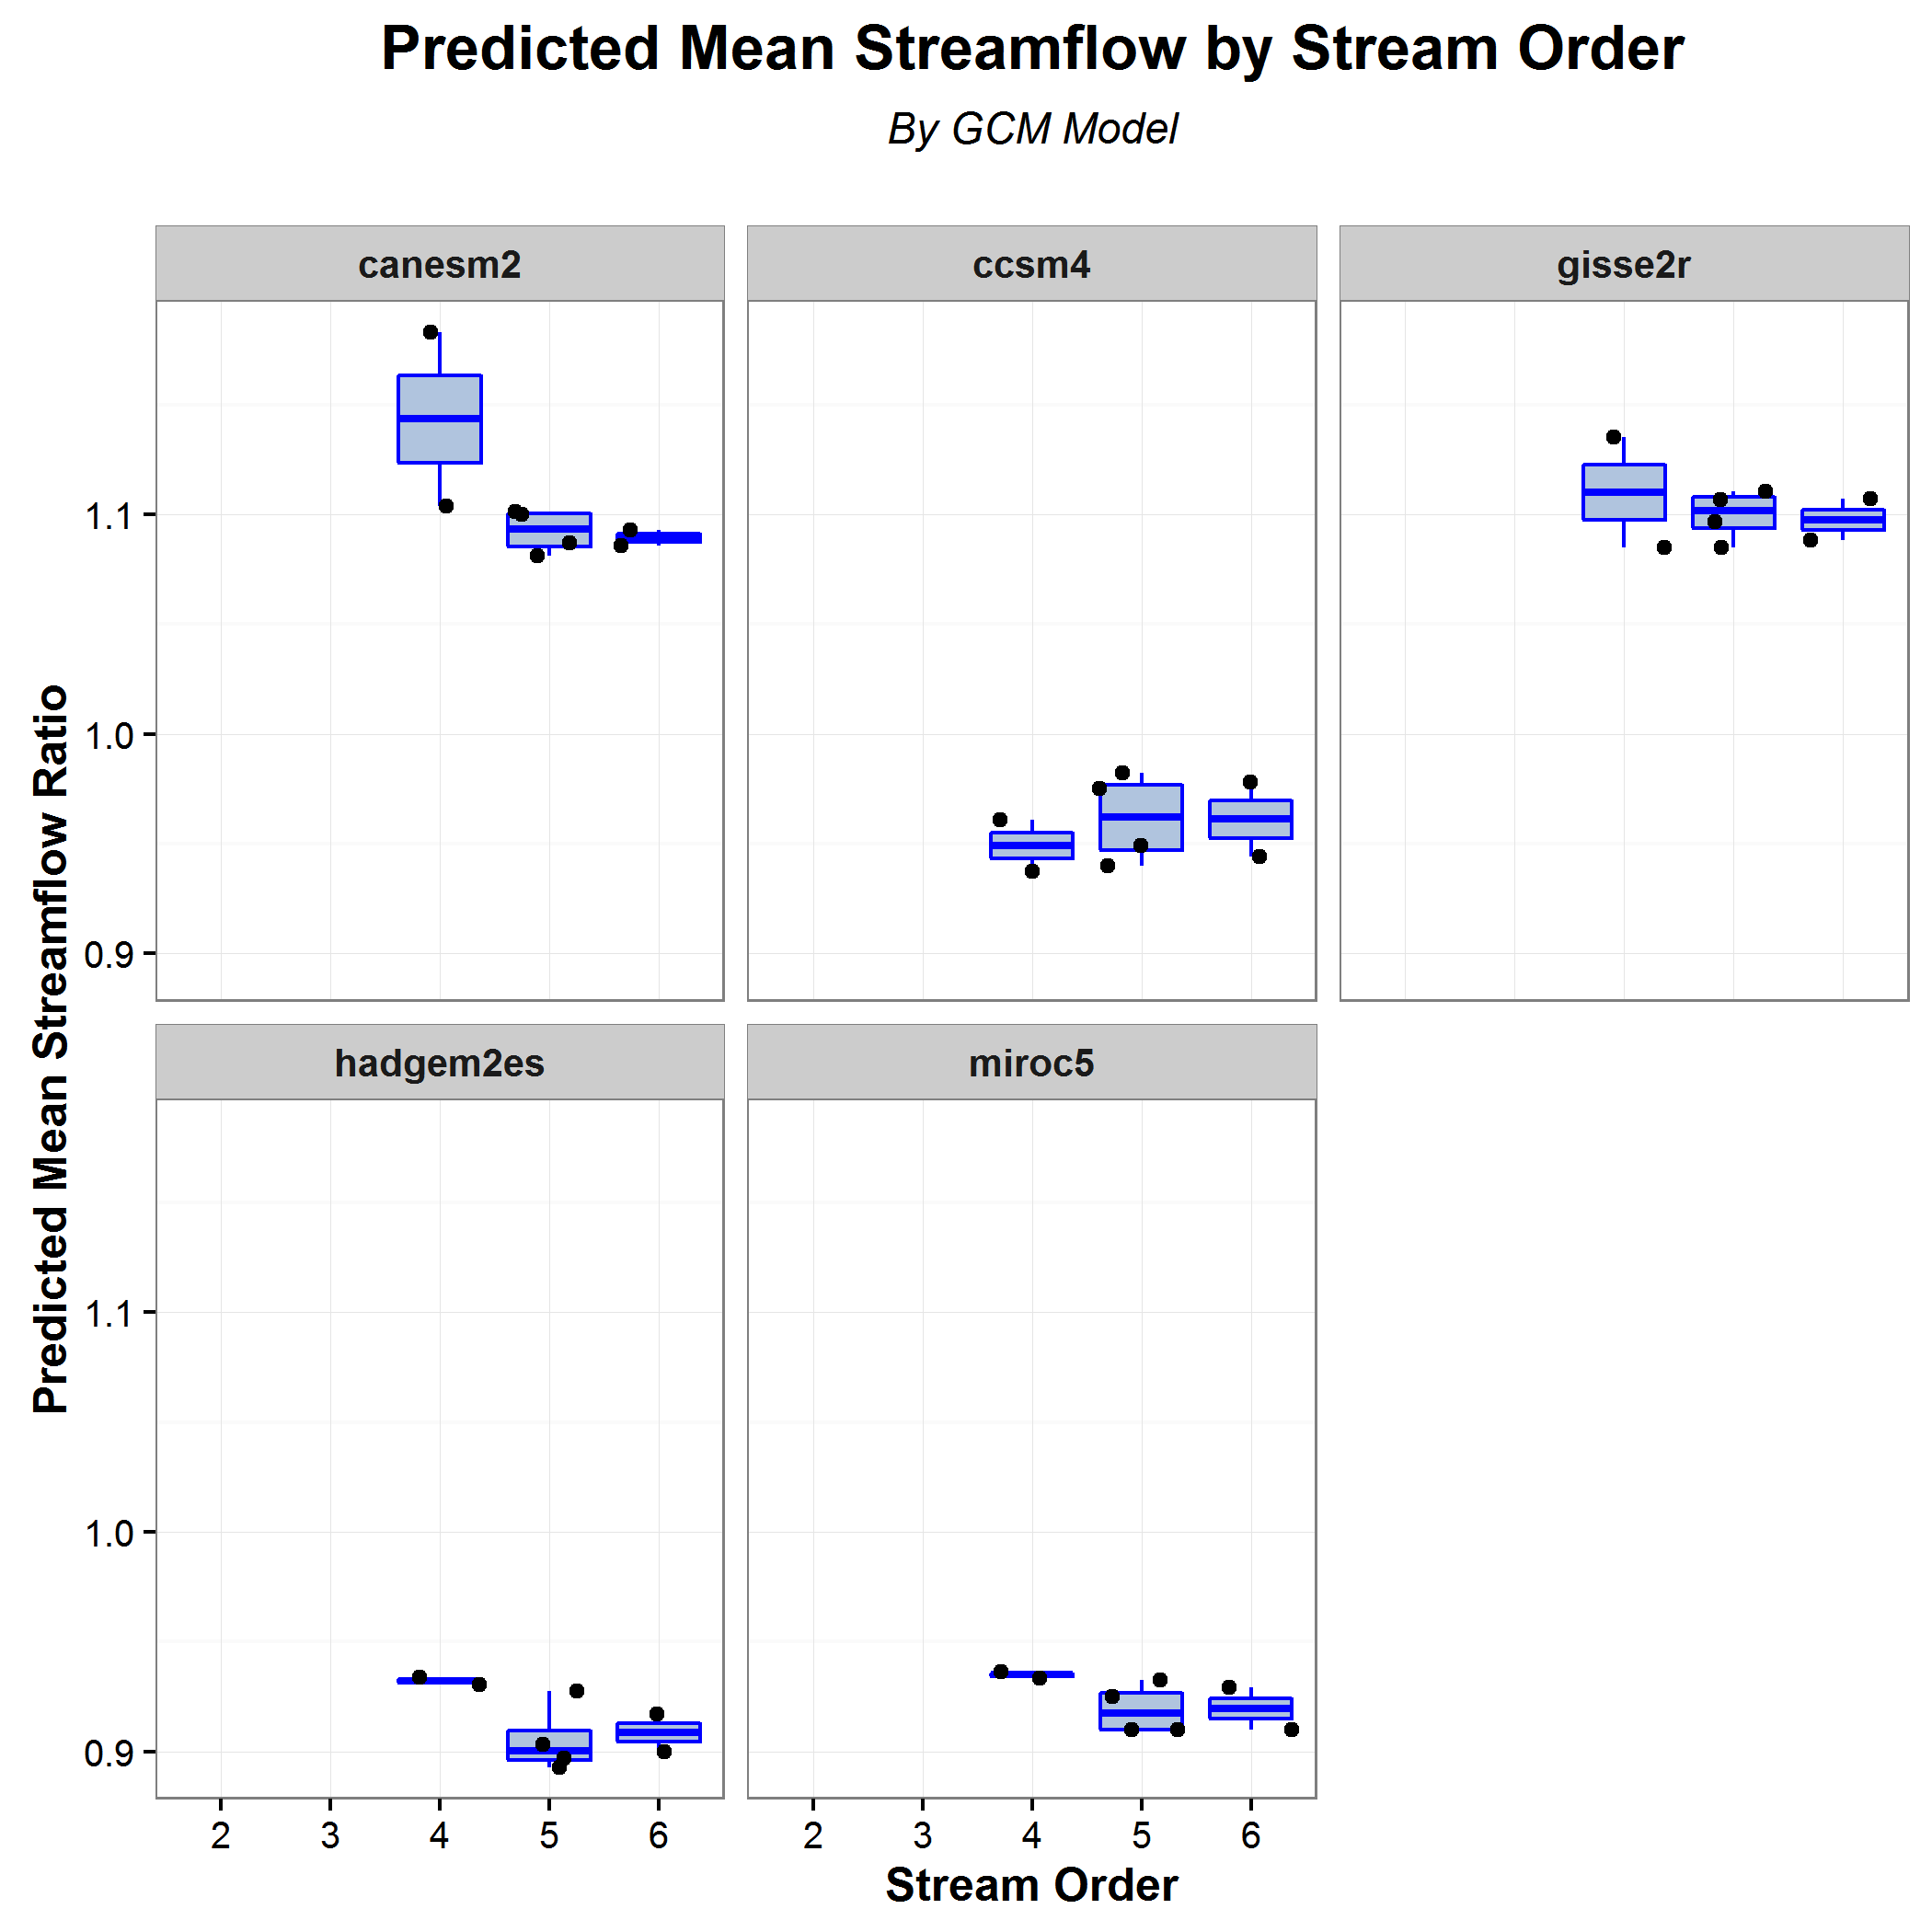 Predicted Mean Streamflow by Stream Order
By GCM Model
canesm2
ccsm4
gisse2r
Predicted Mean Streamflow Ratio
1.1
1.0
0.9
hadgem2es
miroc5
1.1
1.0
0.9
2 3 4 5 6
2 3 4 5 6
Stream Order